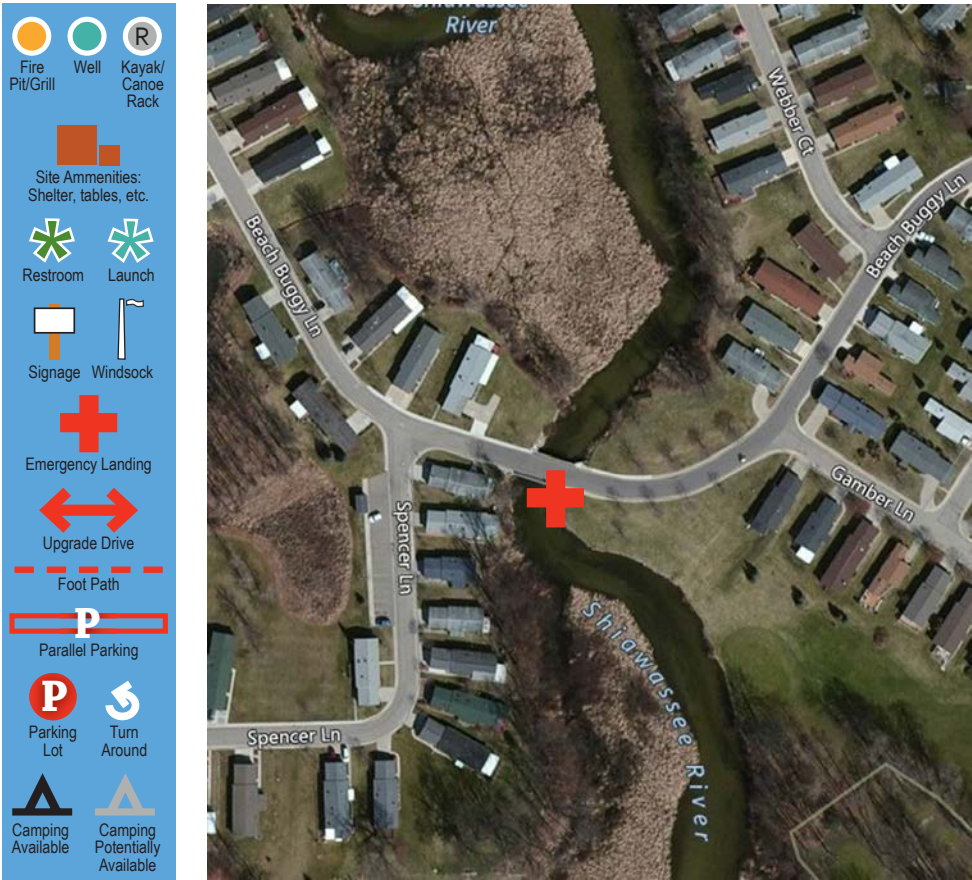 R
Fire
Pit/Grill
Well
Kayak/
Canoe
Rack
Site Ammenities:
Shelter, tables, etc.
Restroom
Launch
Signage
Windsock
Emergency Landing
Upgrade Drive
Foot Path
P
Parallel Parking
P
Parking
Lot
Turn
Around
Camping
Available
Camping
Potentially
Available
Shiawassee
River
Webber Ct
Beach Buggy Ln
Beach Buggy Ln
Gamber Ln
Spencer Ln
Shiawassee River
Spencer Ln